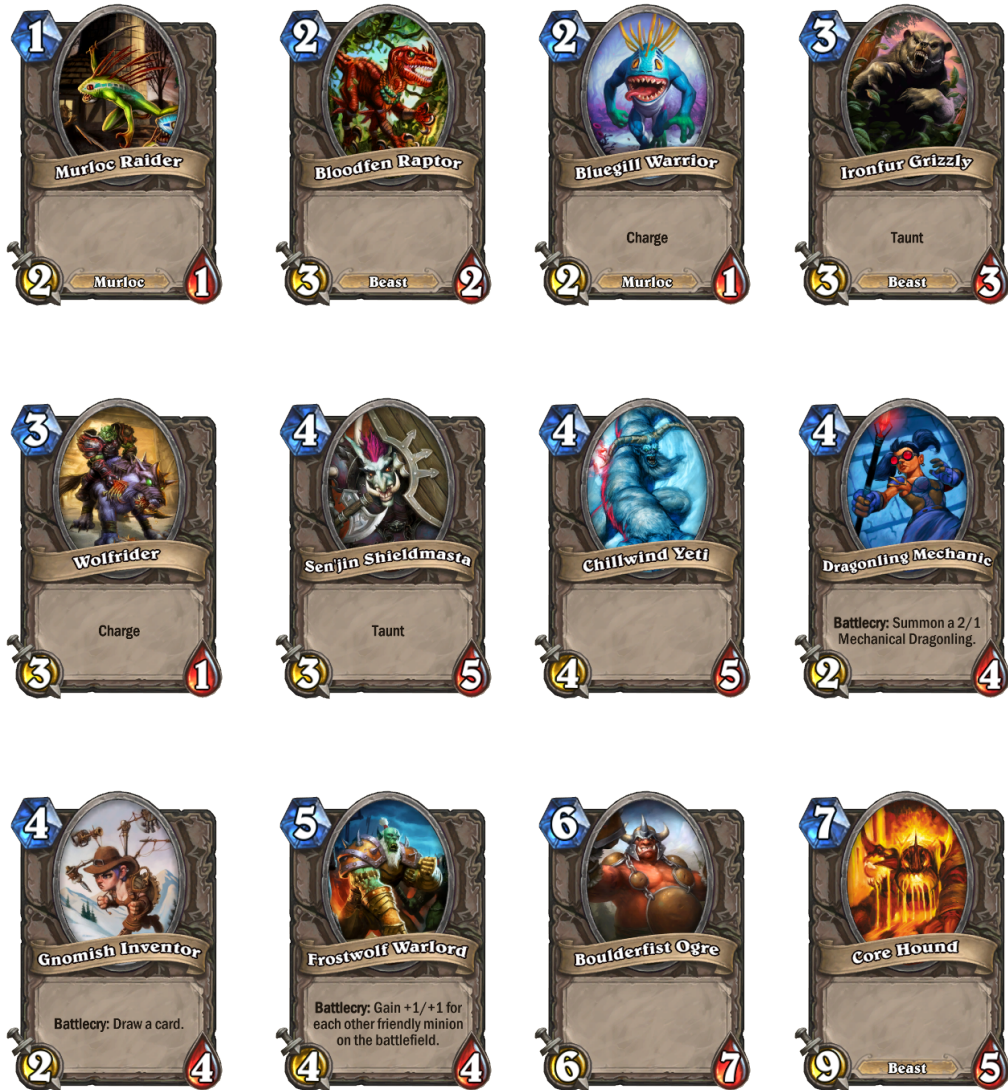 1
Murloc Raider
2
Murloc
1
2
Bloodfen Raptor
3
Beast
2
2
Bluegill Warrior
Charge
2
Murloc
1
3
Ironfur Grizzly
Taunt
3
Beast
3
3
Wolfrider
Charge
3
1
4
Sen'jin Shieldmasta
Taunt
3
5
4
Chillwind Yeti
4
5
4
Dragonling Mechanic
Battlecry: Summon a 2/1
Mechanical Dragonling.
2
4
4
Gnomish Inventor
Battlecry: Draw a card.
2
4
5
Frostwolf Warlord
Battlecry: Gain +1/+1 for
each other friendly minion
on the battlefield.
4
4
6
Boulderfist Ogre
6
7
7
Core Hound
9
Beast
5